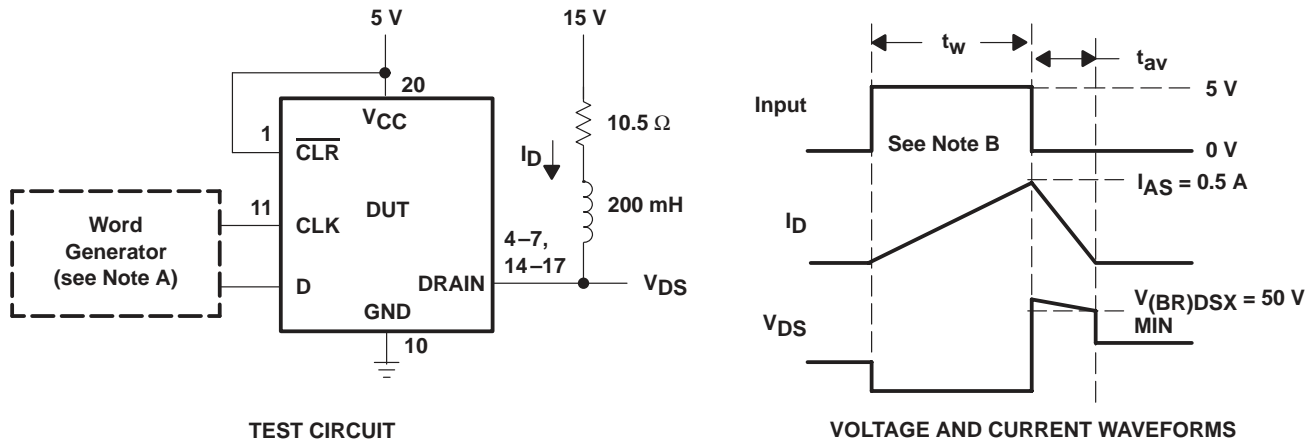 5 V
15 V
20
VCC
1
CLR
10.5 Ω
ID
200 mH
Word
Generator
(see Note A)
11
CLK
DUT
D
DRAIN
4–7,
14–17
VDS
GND
10
TEST CIRCUIT
tw
tav
Input
5 V
See Note B
0 V
IAS = 0.5 A
ID
V(BR)DSX = 50 V
MIN
VDS
VOLTAGE AND CURRENT WAVEFORMS